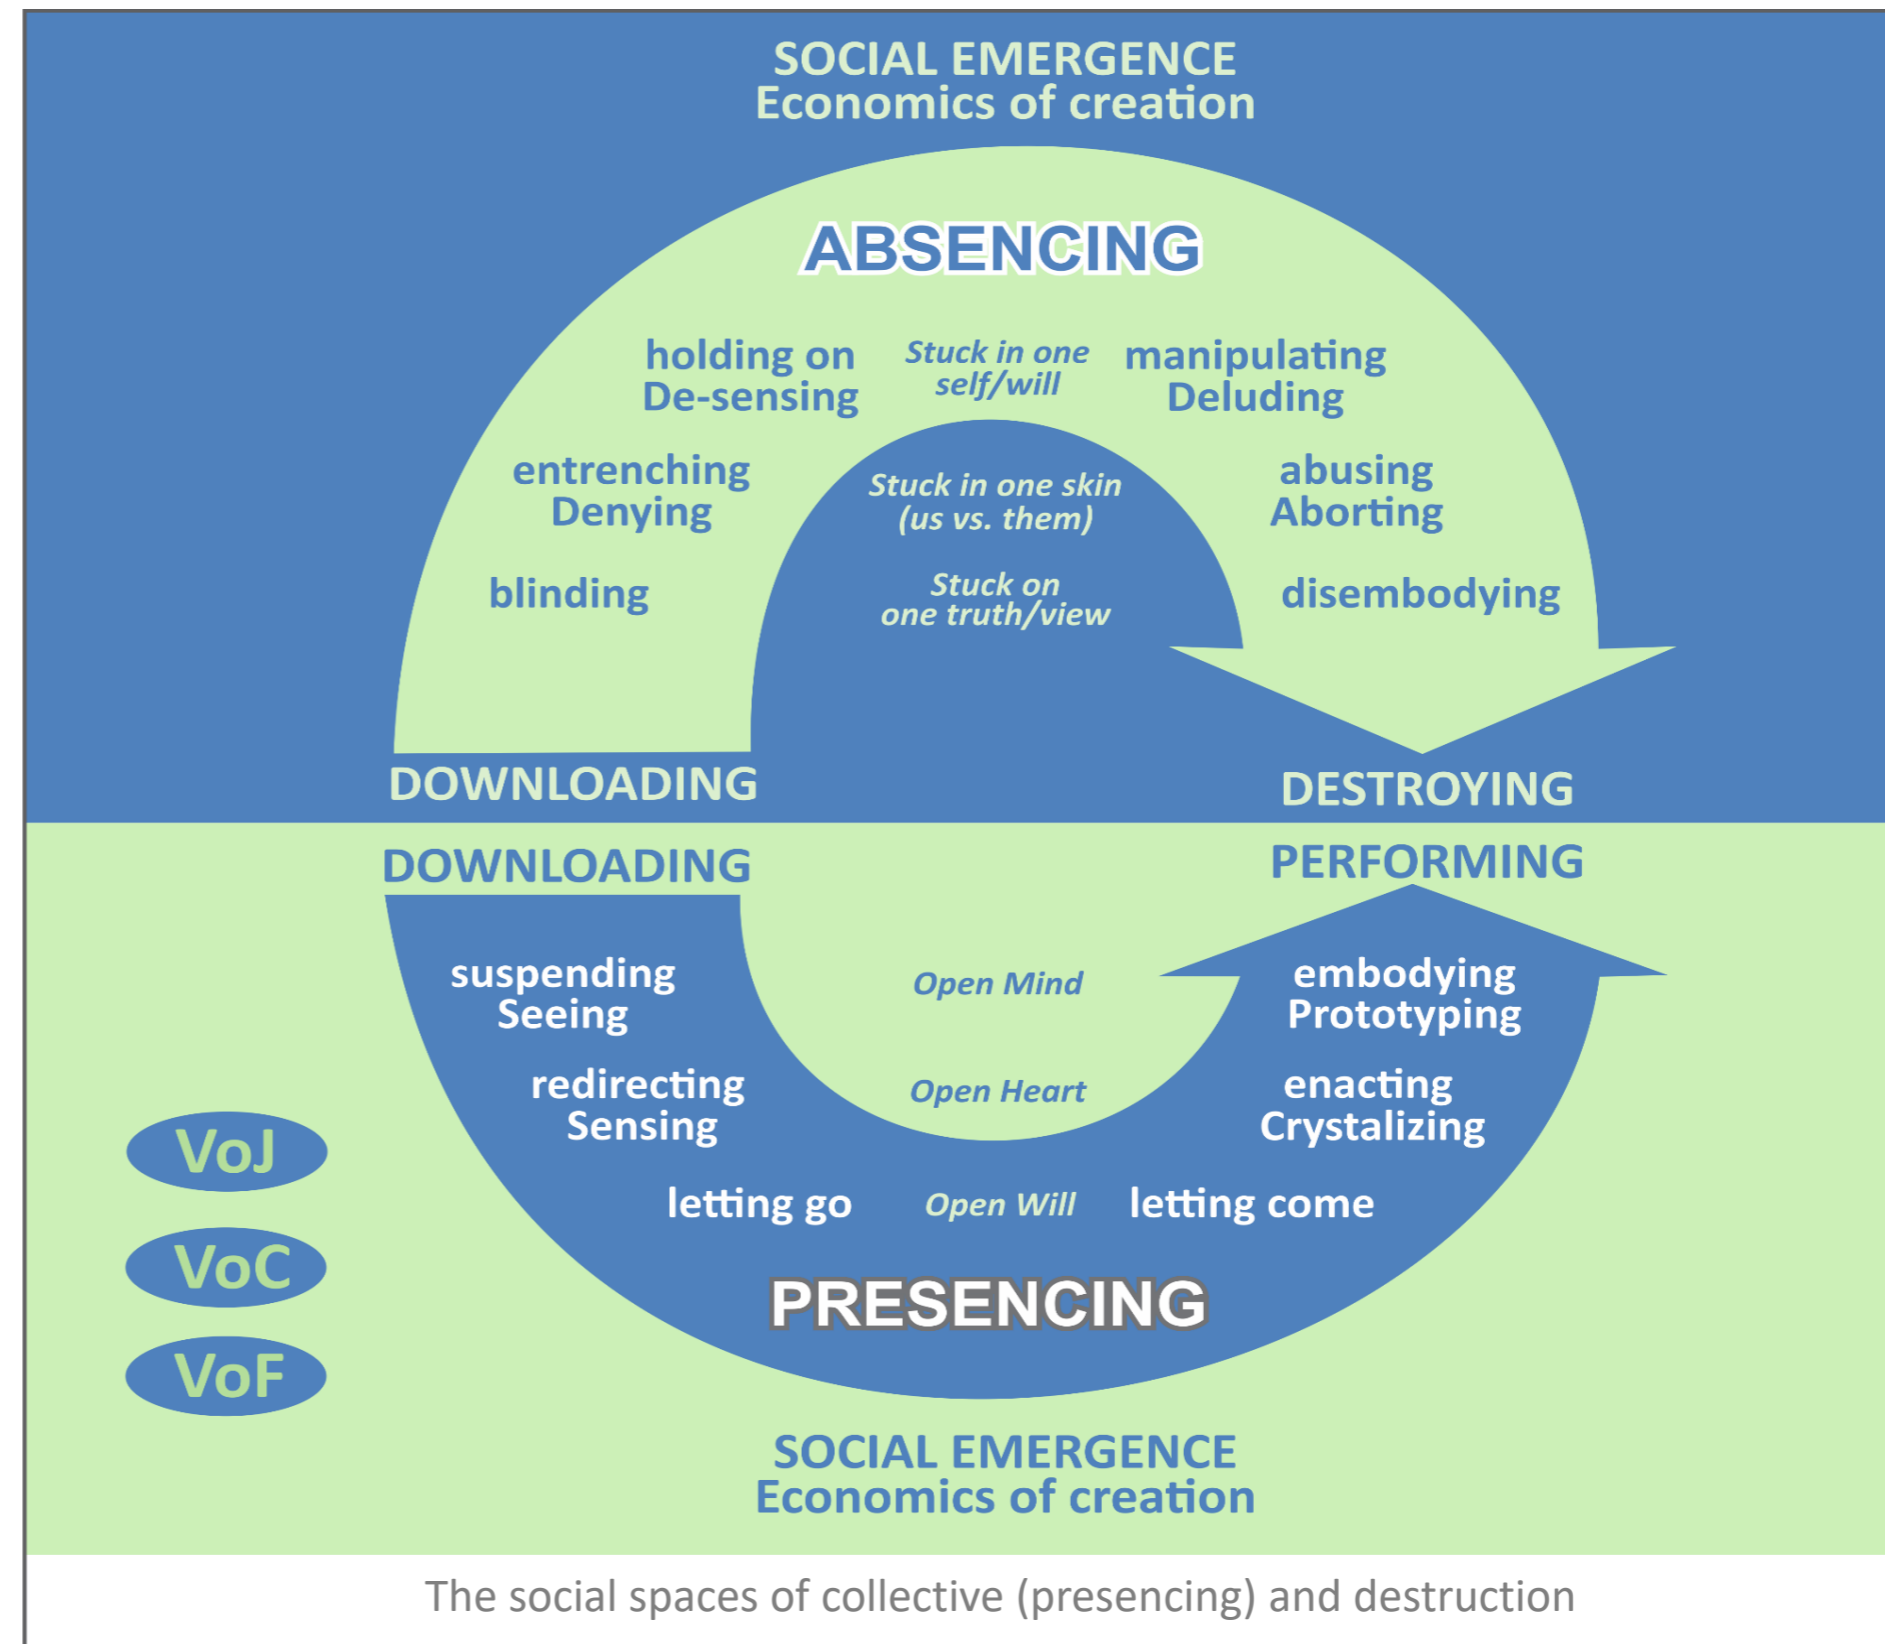 SOCIAL EMERGENCE
Economics of creation
ABSENCING
holding on
De-sensing
Stuck in one
self/will
manipulating
Deluding
entrenching
Denying
Stuck in one skin
(us vs. them)
abusing
Aborting
blinding
Stuck on
one truth/view
disembodying
DOWNLOADING
DESTROYING
DOWNLOADING
PERFORMING
suspending
Seeing
Open Mind
embodying
Prototyping
redirecting
Sensing
Open Heart
enacting
Crystalizing
VoJ
VoC
VoF
letting go
Open Will
letting come
PRESENCING
SOCIAL EMERGENCE
Economics of creation
The social spaces of collective (presencing) and destruction